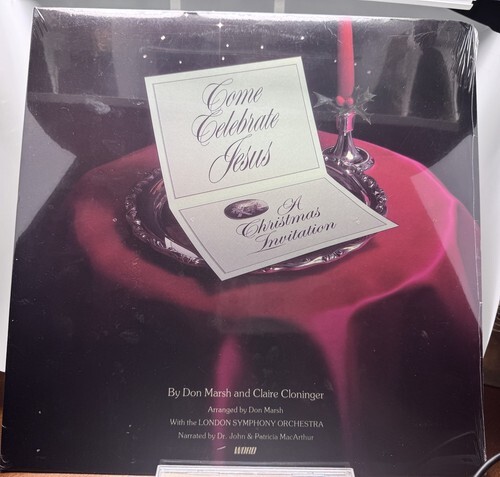 Come
Celebrate
Jesus
A
Christmas
Invitation
By Don Marsh and Claire Cloninger
Arranged by Don Marsh
With the LONDON SYMPHONY ORCHESTRA
Narrated by Dr. John & Patricia MacArthur
WORD